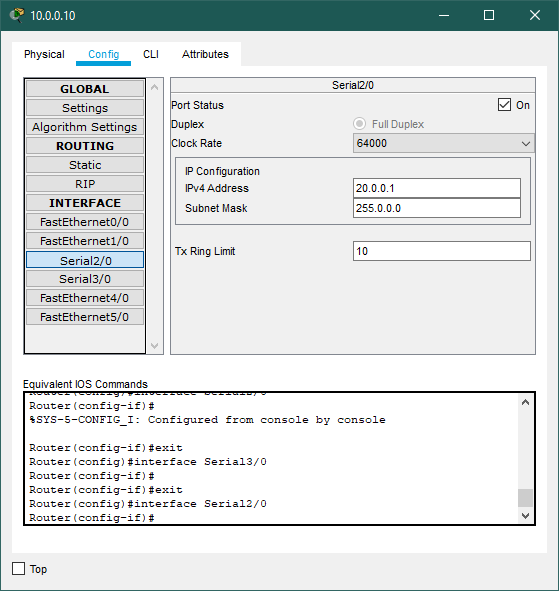 10.0.0.10
Physical Config CLI Attributes
GLOBAL
Settings
Algorithm Settings
ROUTING
Static
RIP
INTERFACE
FastEthernet0/0
FastEthernet1/0
Serial2/0
Serial3/0
FastEthernet4/0
FastEthernet5/0
Serial2/0
Port Status On
Duplex Full Duplex
Clock Rate 64000
IP Configuration
IPv4 Address 20.0.0.1
Subnet Mask 255.0.0.0
Tx Ring Limit 10
Equivalent IOS Commands
Router(config)#interface Serial2/0
Router(config-if)#
%SYS-5-CONFIG_I: Configured from console by console
Router(config-if)#exit
Router(config)#interface Serial3/0
Router(config-if)#
Router(config-if)#exit
Router(config)#interface Serial2/0
Router(config-if)#
Top